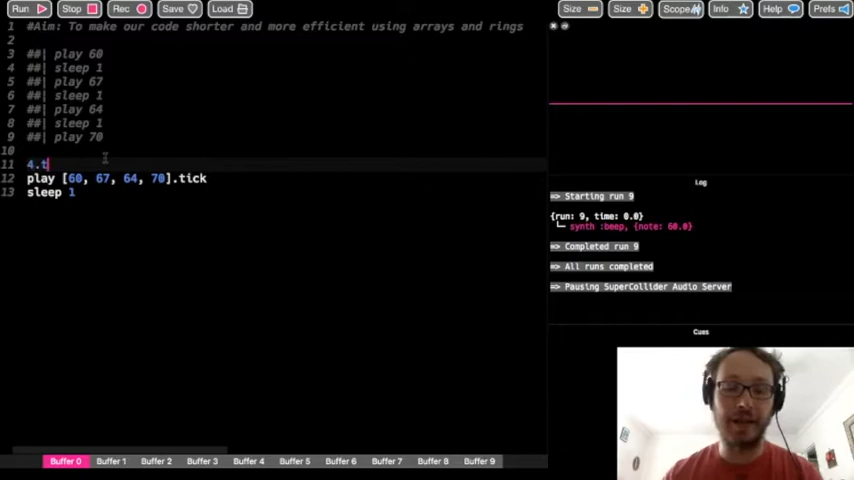 Run Stop Rec Save Load Size Size Scope Info Help Prefs
1 #Aim: To make our code shorter and more efficient using arrays and rings
2
3 ##| play 60
4 ##| sleep 1
5 ##| play 67
6 ##| sleep 1
7 ##| play 64
8 ##| sleep 1
9 ##| play 70
10
11 4.t
12 play [60, 67, 64, 70].tick
13 sleep 1
Log
=> Starting run 9
{run: 9, time: 0.0}
└─ synth :beep, {note: 60.0}
=> Completed run 9
=> All runs completed
=> Pausing SuperCollider Audio Server
Cues
Buffer 0 Buffer 1 Buffer 2 Buffer 3 Buffer 4 Buffer 5 Buffer 6 Buffer 7 Buffer 8 Buffer 9